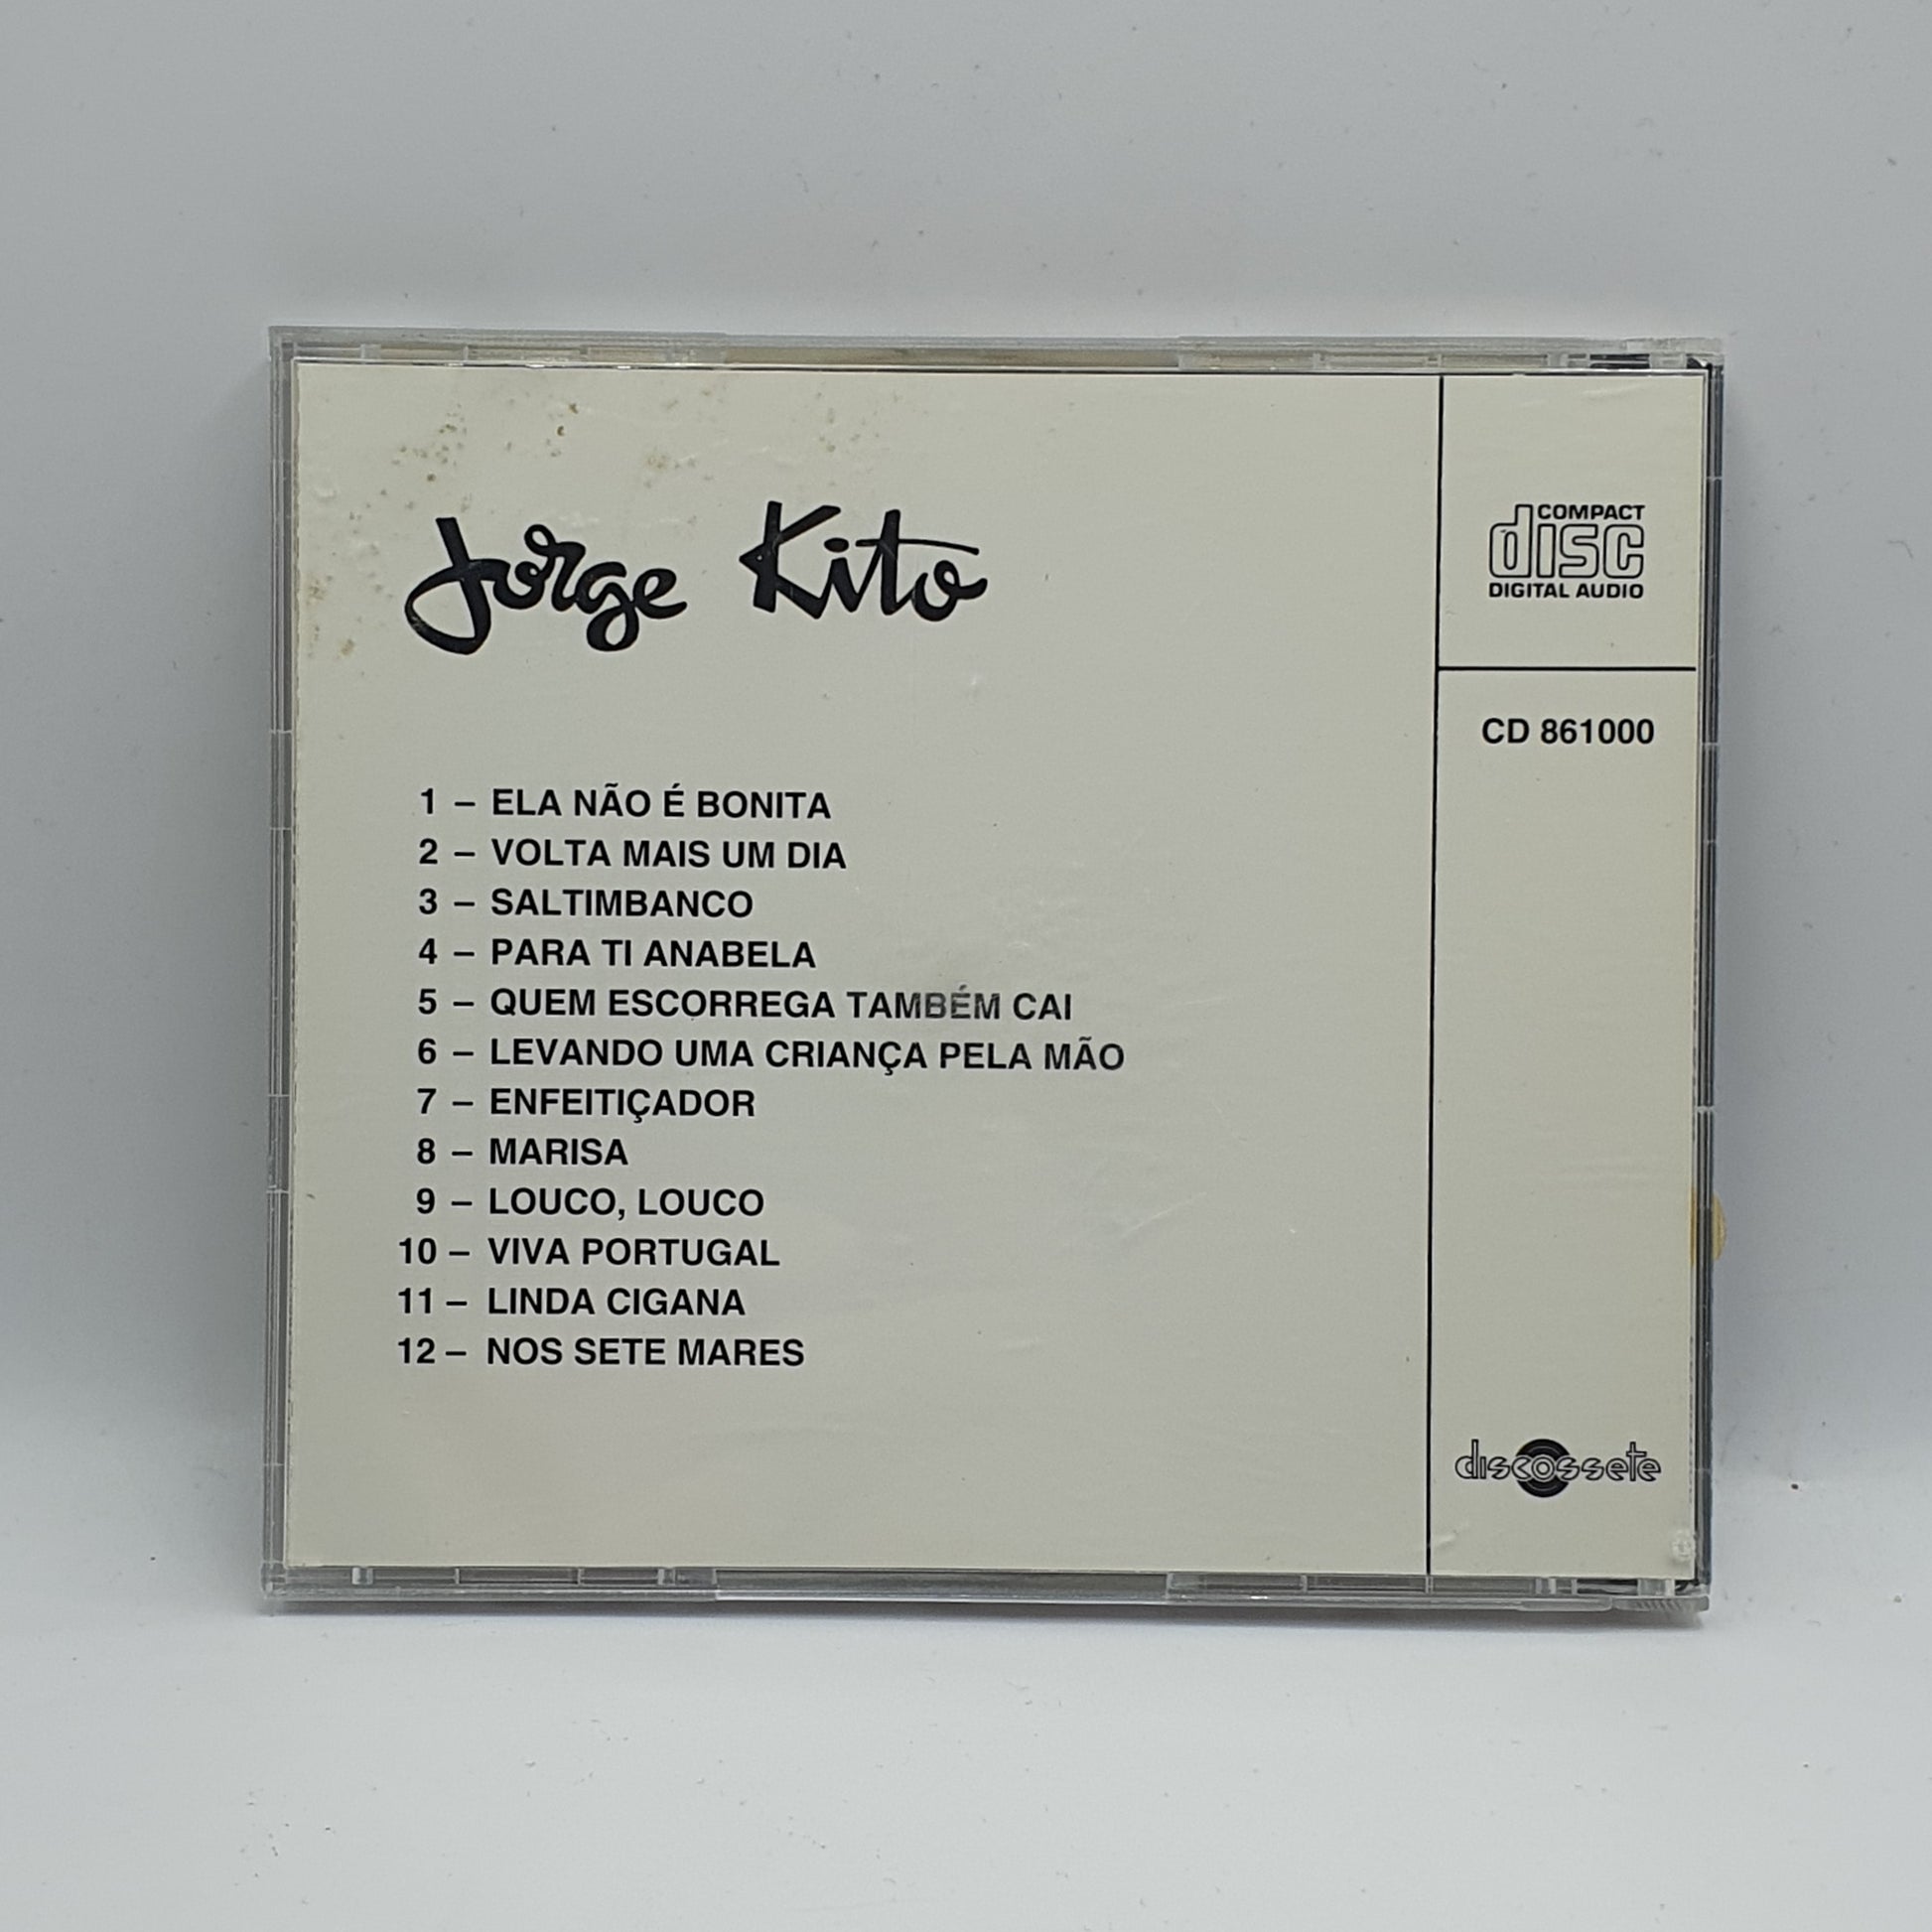 Jorge Kito
1 – ELA NÃO É BONITA
2 – VOLTA MAIS UM DIA
3 – SALTIMBANCO
4 – PARA TI ANABELA
5 – QUEM ESCORREGA TAMBÉM CAI
6 – LEVANDO UMA CRIANÇA PELA MÃO
7 – ENFEITIÇADOR
8 – MARISA
9 – LOUCO, LOUCO
10 – VIVA PORTUGAL
11 – LINDA CIGANA
12 – NOS SETE MARES
COMPACT
disc
DIGITAL AUDIO
CD 861000
discossete